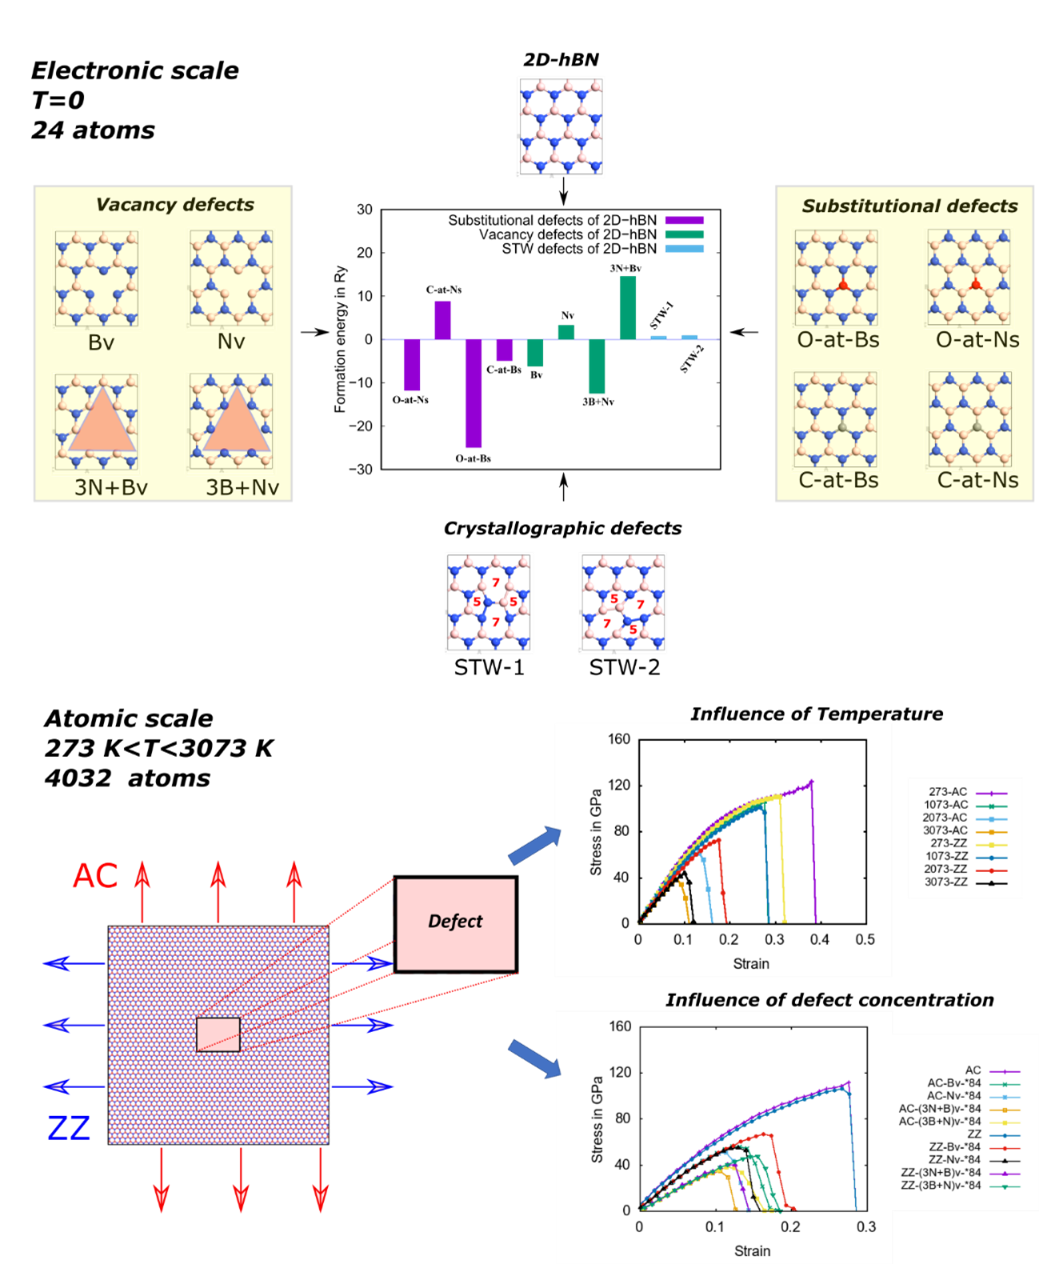 2D-hBN
Electronic scale
T=0
24 atoms
Vacancy defects
Bv
Nv
3N+Bv
3B+Nv
30
20
10
0
−10
−20
−30
Formation energy in Ry
Substitutional defects of 2D−hBN
Vacancy defects of 2D−hBN
STW defects of 2D−hBN
O-at-Ns
C-at-Ns
O-at-Bs
C-at-Bs
Bv
Nv
3B+Nv
3N+Bv
STW-1
STW-2
Substitutional defects
O-at-Bs
O-at-Ns
C-at-Bs
C-at-Ns
Crystallographic defects
7
5
5
7
STW-1
5
7
7
5
STW-2
Atomic scale
273 K<T<3073 K
4032 atoms
AC
ZZ
Defect
Influence of Temperature
160
120
80
40
0
Stress in GPa
0
0.1
0.2
0.3
0.4
0.5
Strain
273-AC
1073-AC
2073-AC
3073-AC
273-ZZ
1073-ZZ
2073-ZZ
3073-ZZ
Influence of defect concentration
160
120
80
40
0
Stress in GPa
0
0.1
0.2
0.3
Strain
AC
AC-Bv-*84
AC-Nv-*84
AC-(3N+B)v-*84
AC-(3B+N)v-*84
ZZ
ZZ-Bv-*84
ZZ-Nv-*84
ZZ-(3N+B)v-*84
ZZ-(3B+N)v-*84